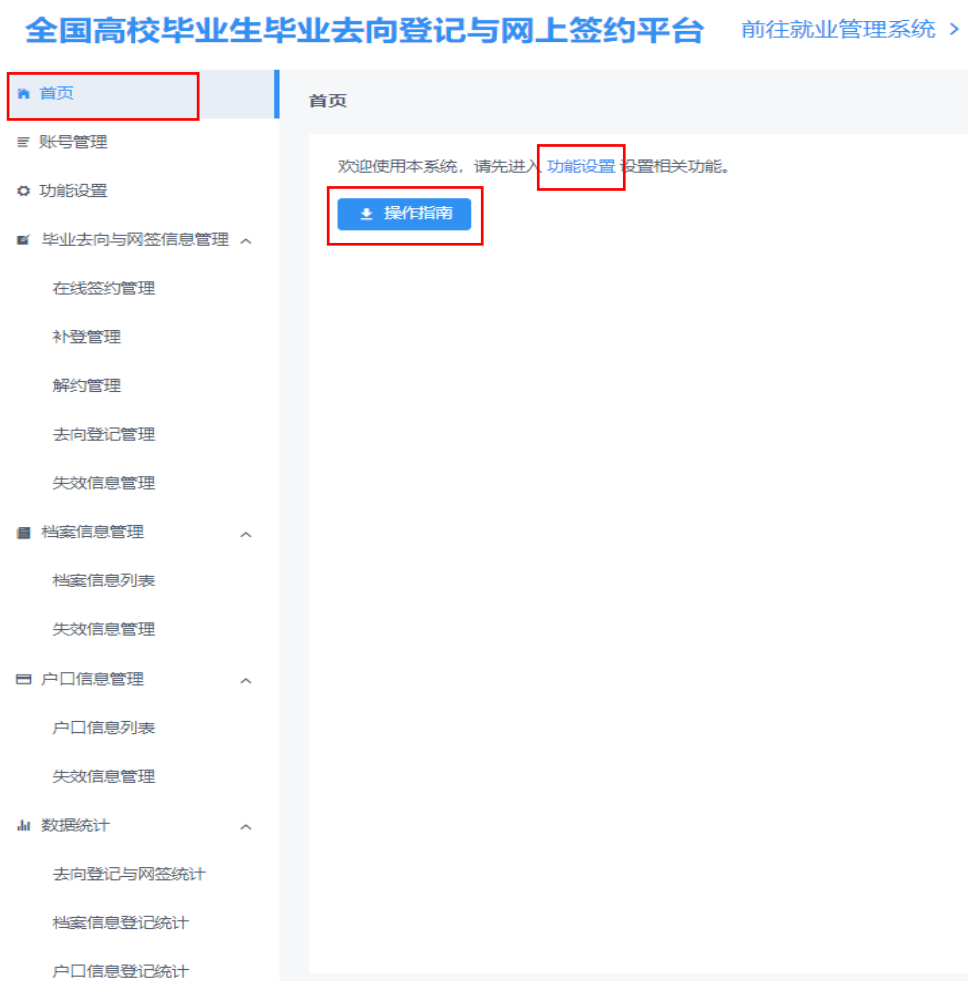 全国高校毕业生毕业去向登记与网上签约平台 前往就业管理系统 >
首页
账号管理
功能设置
毕业去向与网签信息管理
在线签约管理
补登管理
解约管理
去向登记管理
失效信息管理
档案信息管理
档案信息列表
失效信息管理
户口信息管理
户口信息列表
失效信息管理
数据统计
去向登记与网签统计
档案信息登记统计
户口信息登记统计
首页
欢迎使用本系统,请先进入 功能设置 设置相关功能。
操作指南